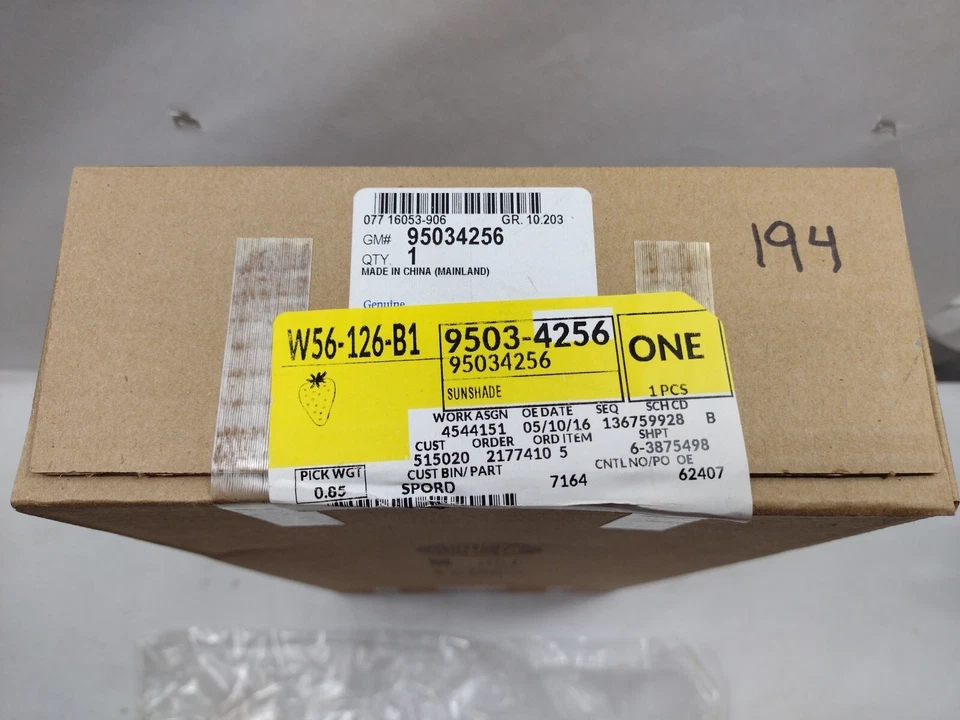 077 16053-906 GR. 10.203
GM# 95034256
QTY. 1
MADE IN CHINA (MAINLAND)
Genuine
194
W56-126-B1 9503-4256 ONE
95034256
SUNSHADE 1 PCS
WORK ASGN OE DATE SEQ SCH CD
4544151 05/10/16 136759928 B
CUST ORDER ORD ITEM SHPT
515020 2177410 5 6-3875498
PICK WGT CUST BIN/PART CNTL NO/PO OE
0.65 SPORD 7164 62407